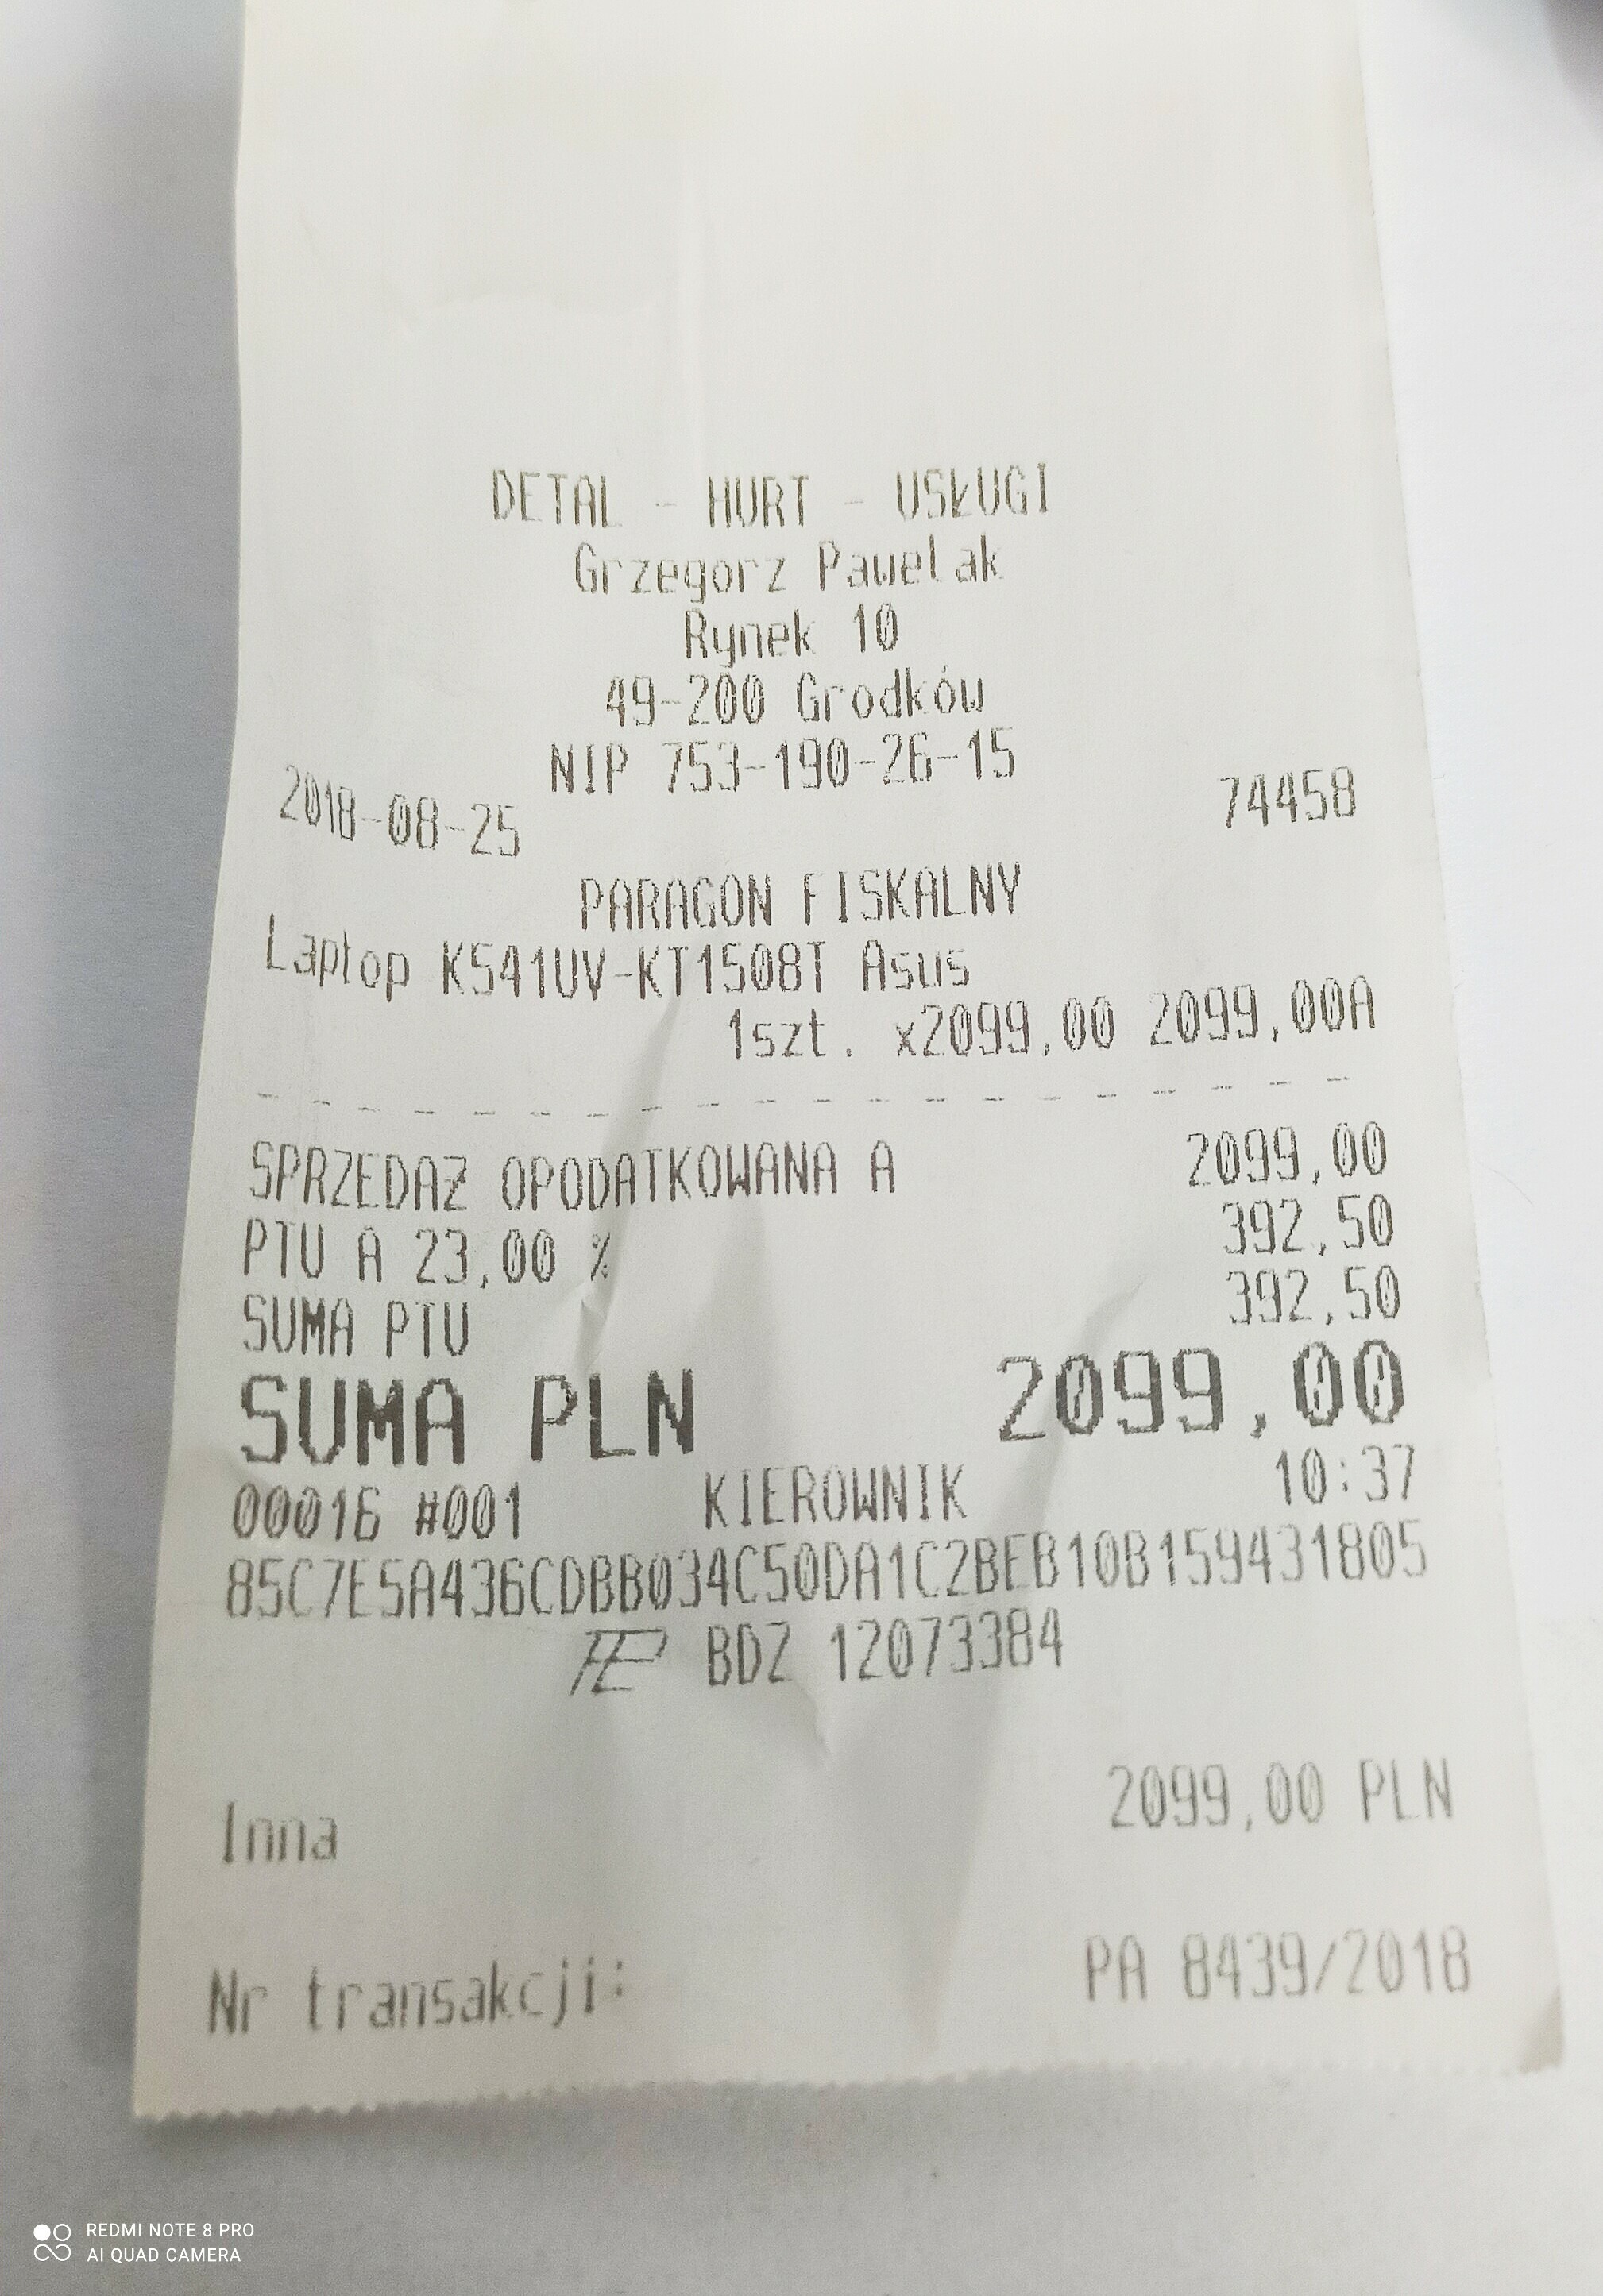 DETAL - HURT - USŁUGI
Grzegorz Pawelak
Rynek 10
49-200 Grodków
NIP 753-190-26-15
2018-08-25 74458
PARAGON FISKALNY
Laptop K541UV-KT1508T Asus
1szt. x2099,00 2099,00A
SPRZEDAŻ OPODATKOWANA A 2099,00
PTU A 23,00 % 392,50
SUMA PTU 392,50
SUMA PLN 2099,00
00016 #001 KIEROWNIK 10:37
85C7E5A436CDBB034C50DA1C2BEB10B159431805
BDZ 12073384
Inna 2099,00 PLN
Nr transakcji: PA 8439/2018
REDMI NOTE 8 PRO
AI QUAD CAMERA